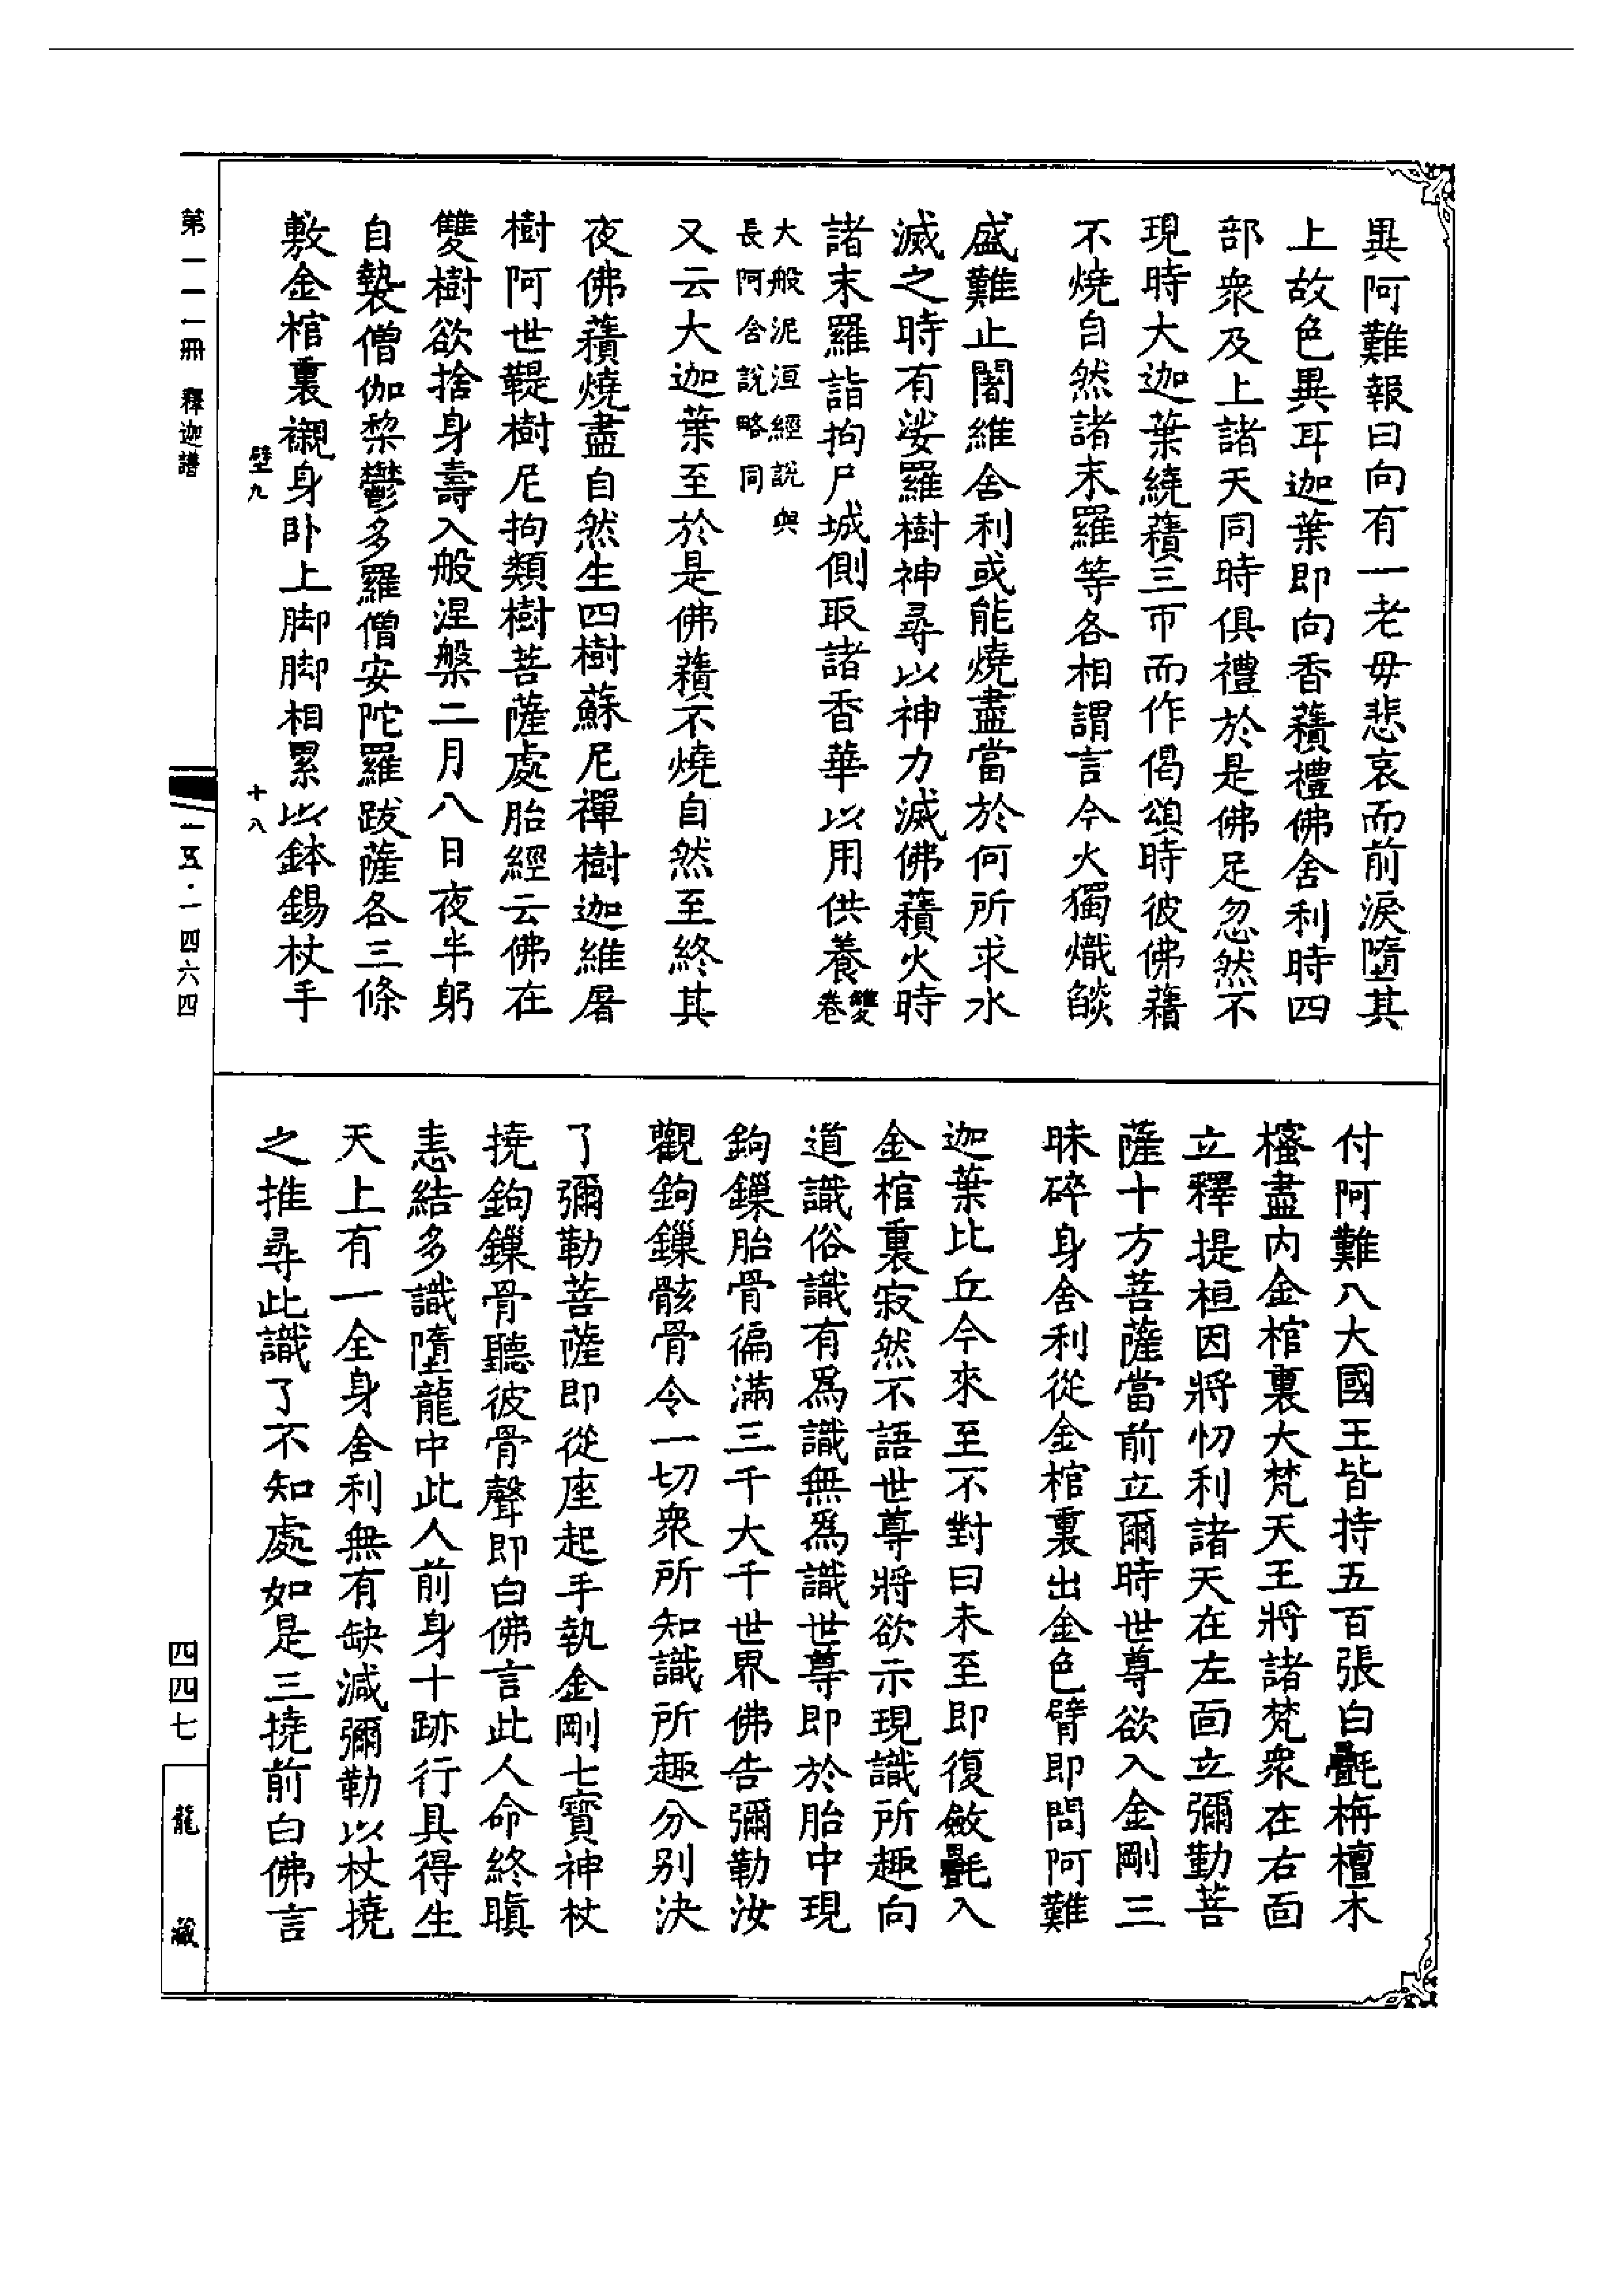 異阿難報曰向有一老毋悲哀而前淚墮其
上故色異耳迦葉即向香𧂐禮佛舍利時四
部衆及上諸天同時俱禮於是佛足忽然不
現時大迦葉繞𧂐三帀而作偈頌時彼佛𧂐
不燒自然諸末羅等各相謂言今火獨熾𦦨
盛難止闍維舍利或能燒盡當於何所求水
滅之時有娑羅樹神尋以神力滅佛𧂐火時
諸末羅詣拘尸城側取諸香華以用供養雙卷
大般泥洹經說與
長阿含說略同
又云大迦葉至於是佛𧂐不燒自然至終其
夜佛𧂐燒盡自然生四樹蘇尼禪樹迦維屠
樹阿世鞮樹尼拘類樹菩薩處胎經云佛在
雙樹欲捨身壽入般涅槃二月八日夜半躬
自襞僧伽棃鬱多羅僧安陀羅跋薩各三條
敷金棺裏襯身卧上脚脚相累以鉢錫杖手
壁九
十八
付阿難八大國王皆持五百張白㲲栴檀木
櫁盡内金棺裏大梵天王將諸梵衆在右面
立釋提桓因將忉利諸天在左面立彌勤菩
薩十方菩薩當前立爾時世尊欲入金剛三
昧碎身舍利從金棺裏出金色臂即問阿難
迦葉比丘今來至不對曰未至即復斂㲲入
金棺裏寂然不語世尊將欲示現識所趣向
道識俗識有爲識無爲識世尊即於胎中現
鉤鏁胎骨徧滿三千大千世界佛告彌勒汝
觀鉤鏁骸骨令一切衆所知識所趣分别決
了彌勒菩薩即從座起手執金剛七寶神杖
撓鉤鏁骨聽彼骨聲即白佛言此人命終瞋
恚結多識墮龍中此人前身十跡行具得生
天上有一全身舍利無有缺減彌勒以杖撓
之推尋此識了不知處如是三撓前白佛言
第一一一冊　釋迦譜
一五·一四六四
四四七
龍藏